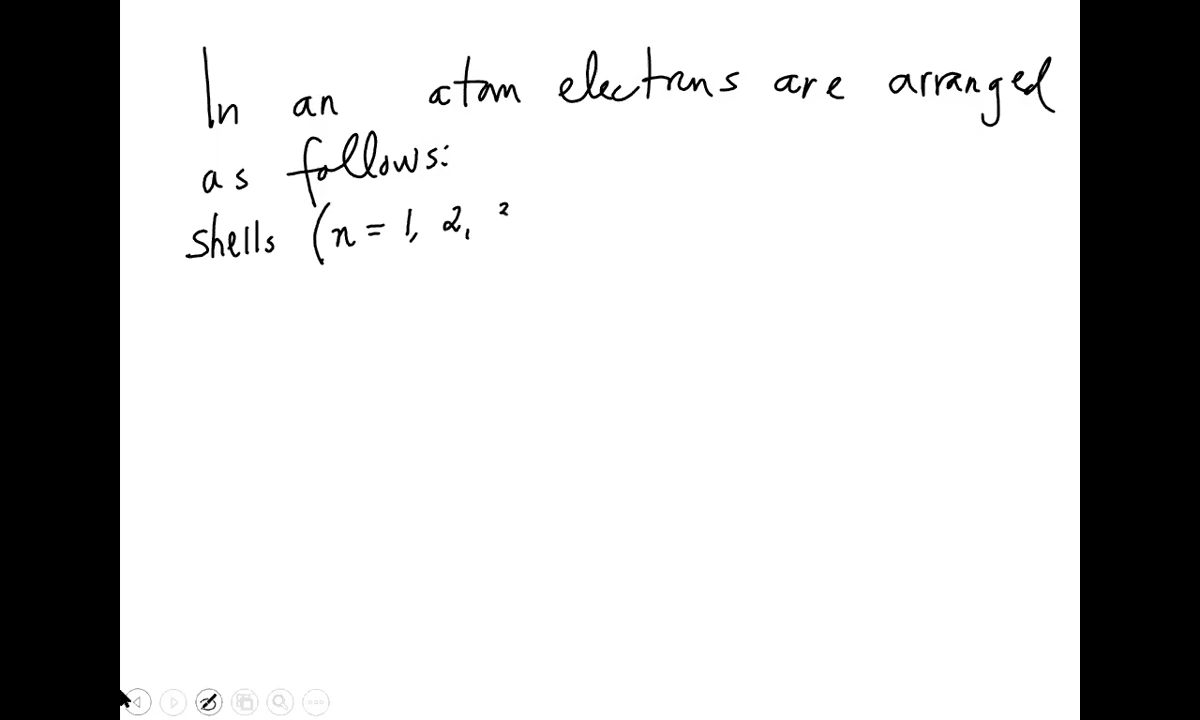 In an atom electrons are arranged
as follows:
shells (n = 1, 2,